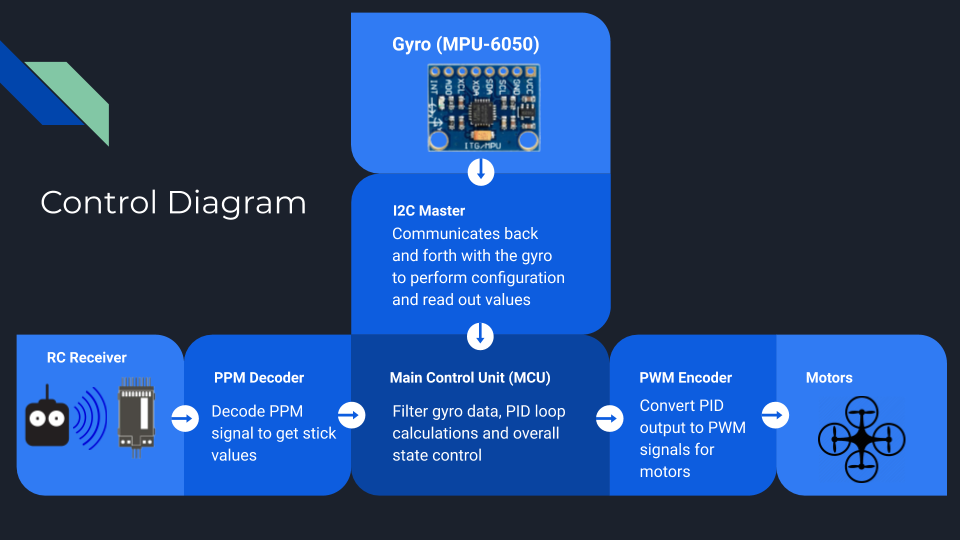 Gyro (MPU-6050)
INT ADD XCL XDA SDA SCL GND VCC
ITG/MPU
Control Diagram
I2C Master
Communicates back
and forth with the gyro
to perform configuration
and read out values
RC Receiver
PPM Decoder
Decode PPM
signal to get stick
values
Main Control Unit (MCU)
Filter gyro data, PID loop
calculations and overall
state control
PWM Encoder
Convert PID
output to PWM
signals for
motors
Motors